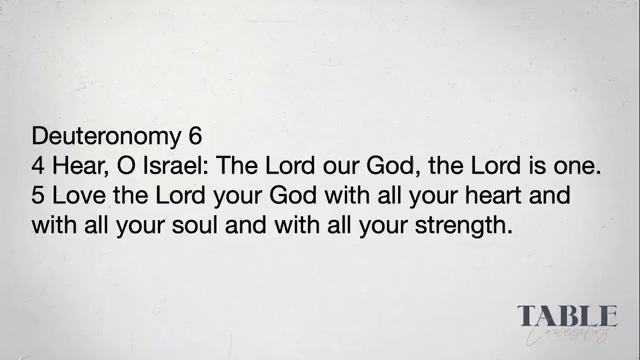 Deuteronomy 6
4 Hear, O Israel: The Lord our God, the Lord is one.
5 Love the Lord your God with all your heart and
with all your soul and with all your strength.
TABLE